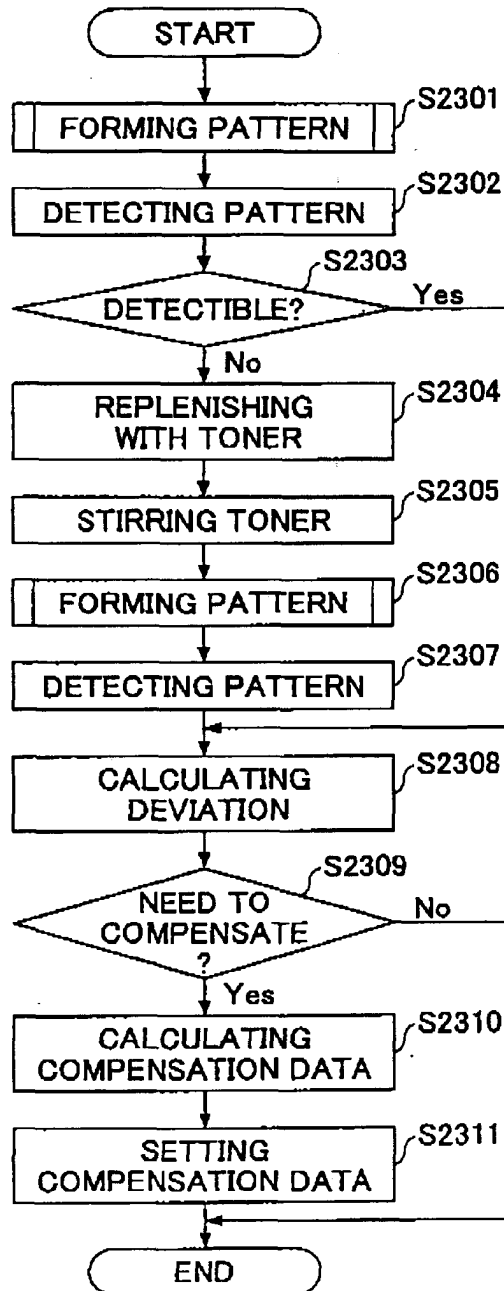 START
S2301
FORMING PATTERN
S2302
DETECTING PATTERN
S2303
DETECTIBLE?
Yes
No
S2304
REPLENISHING
WITH TONER
S2305
STIRRING TONER
S2306
FORMING PATTERN
S2307
DETECTING PATTERN
S2308
CALCULATING
DEVIATION
S2309
NEED TO
COMPENSATE
?
No
Yes
S2310
CALCULATING
COMPENSATION DATA
S2311
SETTING
COMPENSATION DATA
END